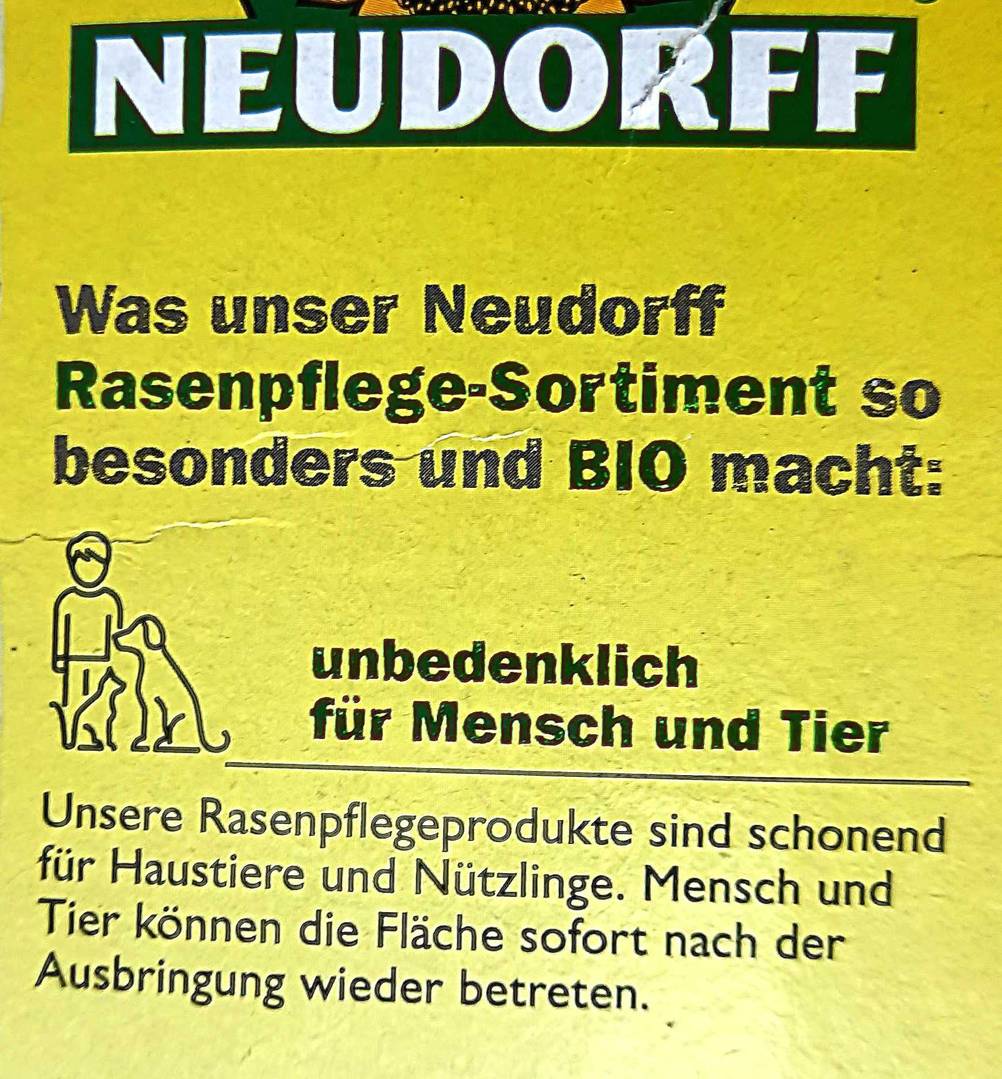 NEUDORFF
Was unser Neudorff
Rasenpflege-Sortiment so
besonders und BIO macht:
unbedenklich
für Mensch und Tier
Unsere Rasenpflegeprodukte sind schonend
für Haustiere und Nützlinge. Mensch und
Tier können die Fläche sofort nach der
Ausbringung wieder betreten.